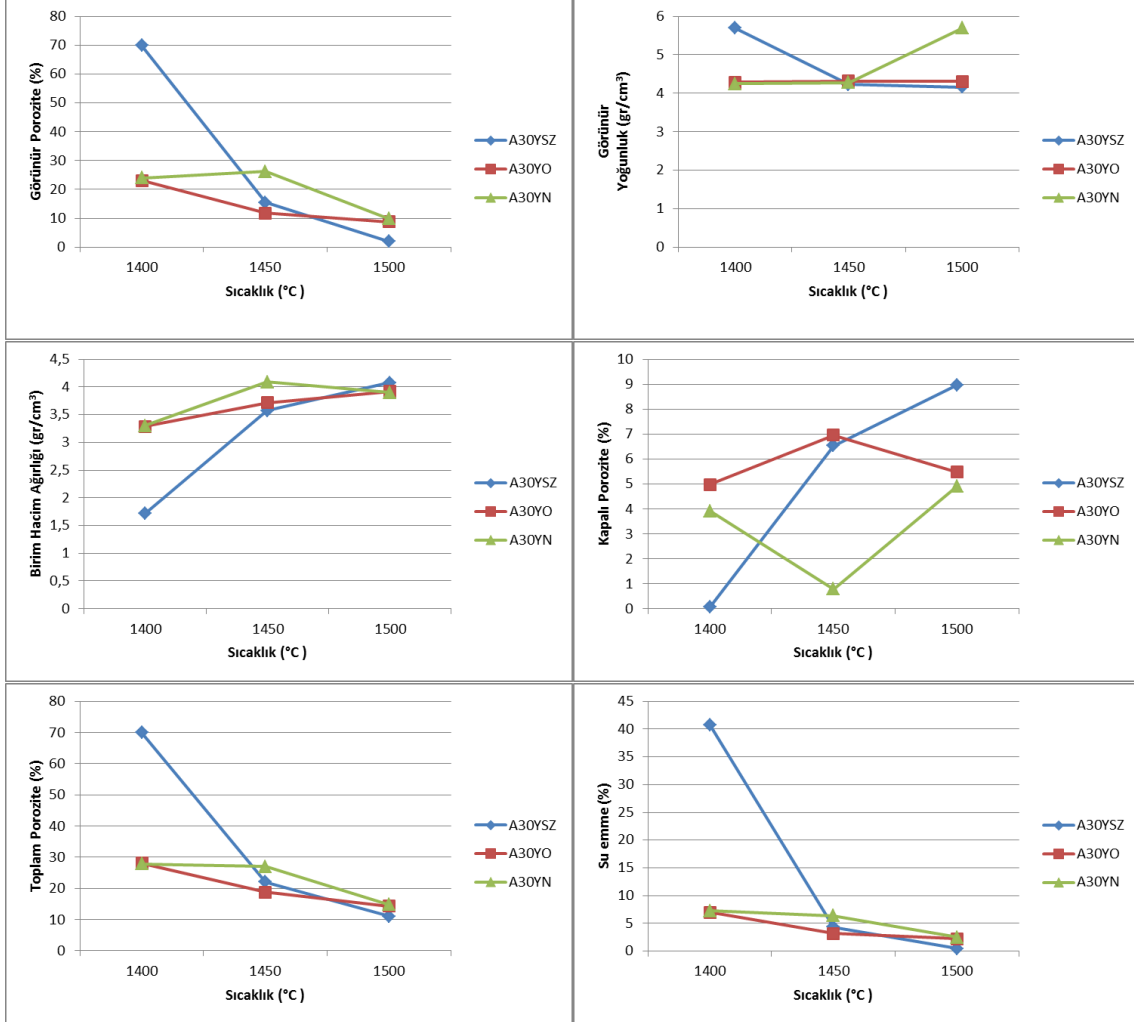 Görünür Porozite (%)
80
70
60
50
40
30
20
10
0
1400
1450
1500
Sıcaklık (°C )
A30YSZ
A30YO
A30YN
Görünür
Yoğunluk (gr/cm³)
6
5
4
3
2
1
0
1400
1450
1500
Sıcaklık (°C )
A30YSZ
A30YO
A30YN
Birim Hacim Ağırlığı (gr/cm³)
4,5
4
3,5
3
2,5
2
1,5
1
0,5
0
1400
1450
1500
Sıcaklık (°C )
A30YSZ
A30YO
A30YN
Kapalı Porozite (%)
10
9
8
7
6
5
4
3
2
1
0
1400
1450
1500
Sıcaklık (°C )
A30YSZ
A30YO
A30YN
Toplam Porozite (%)
80
70
60
50
40
30
20
10
0
1400
1450
1500
Sıcaklık (°C )
A30YSZ
A30YO
A30YN
Su emme (%)
45
40
35
30
25
20
15
10
5
0
1400
1450
1500
Sıcaklık (°C )
A30YSZ
A30YO
A30YN